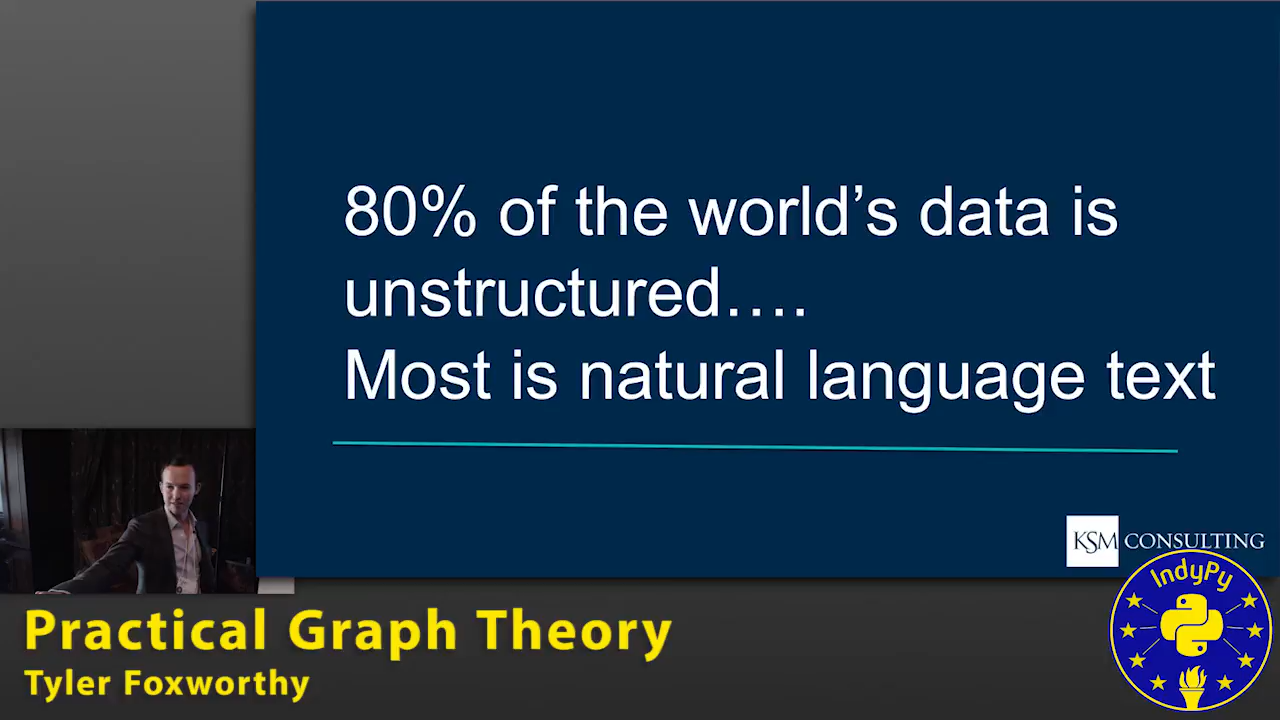 80% of the world’s data is
unstructured….
Most is natural language text
KSM CONSULTING
IndyPy
Practical Graph Theory
Tyler Foxworthy